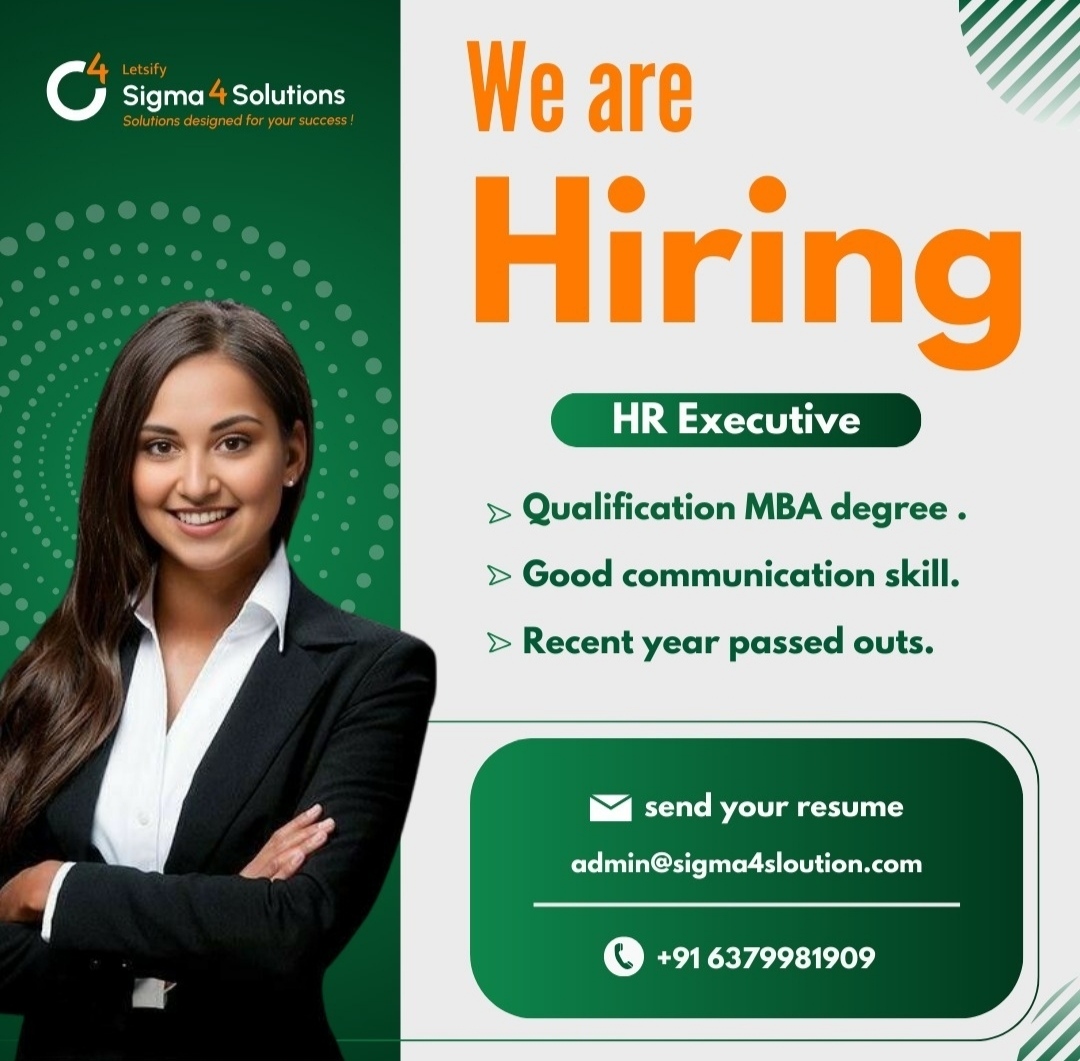 Letsify
Sigma 4 Solutions
Solutions designed for your success !
We are
Hiring
HR Executive
Qualification MBA degree .
Good communication skill.
Recent year passed outs.
send your resume
admin@sigma4sloution.com
+91 6379981909